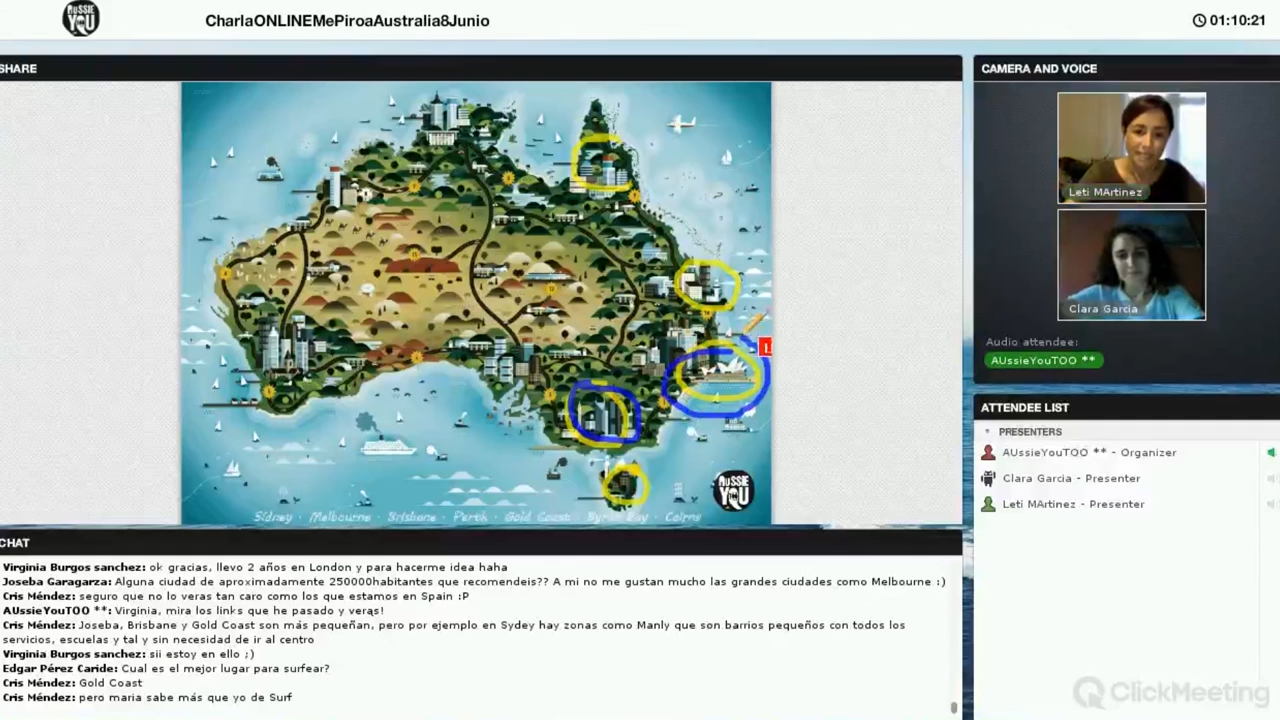 AUSSIE
YOU
CharlaONLINEMePiroaAustralia8Junio
01:10:21
SHARE
CAMERA AND VOICE
Leti MArtinez
Clara Garcia
Audio attendee:
AUssieYouTOO **
ATTENDEE LIST
PRESENTERS
AUssieYouTOO ** - Organizer
Clara Garcia - Presenter
Leti MArtinez - Presenter
AUSSIE
YOU
Sidney · Melbourne · Brisbane · Perth · Gold Coast · Byron Bay · Cairns
CHAT
Virginia Burgos sanchez: ok gracias, llevo 2 años en London y para hacerme idea haha
Joseba Garagarza: Alguna ciudad de aproximadamente 250000habitantes que recomendeis?? A mi no me gustan mucho las grandes ciudades como Melbourne :)
Cris Méndez: seguro que no lo veras tan caro como los que estamos en Spain :P
AUssieYouTOO **: Virginia, mira los links que he pasado y verás!
Cris Méndez: Joseba, Brisbane y Gold Coast son más pequeñan, pero por ejemplo en Sydey hay zonas como Manly que son barrios pequeños con todos los
servicios, escuelas y tal y sin necesidad de ir al centro
Virginia Burgos sanchez: sii estoy en ello ;)
Edgar Pérez Caride: Cual es el mejor lugar para surfear?
Cris Méndez: Gold Coast
Cris Méndez: pero maria sabe más que yo de Surf
ClickMeeting